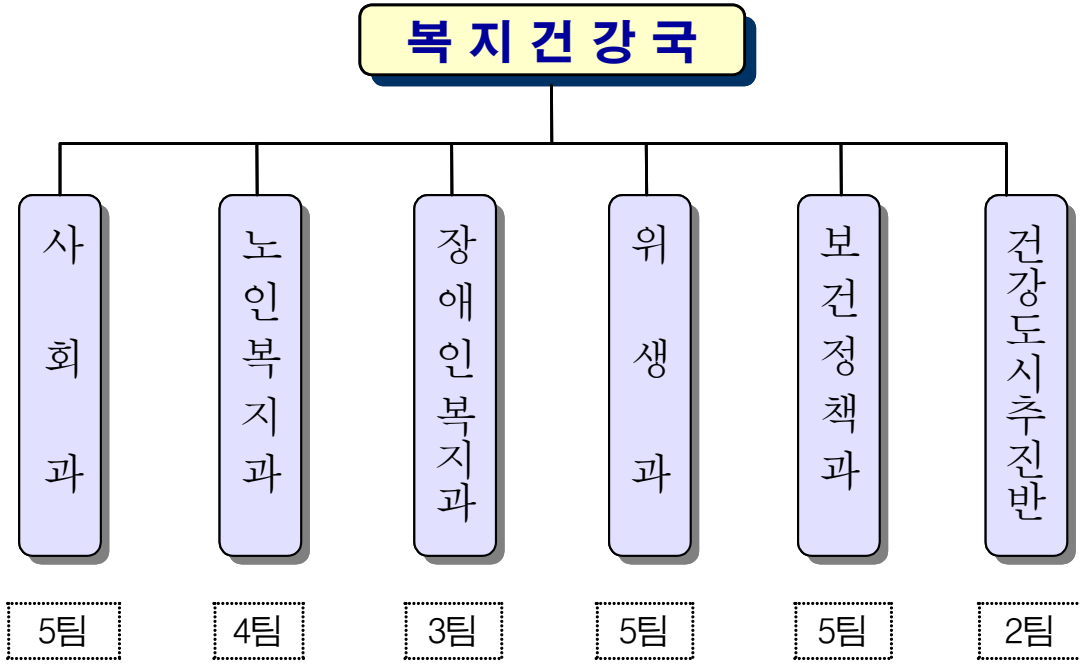 복지건강국
사회과
노인복지과
장애인복지과
위생과
보건정책과
건강도시추진반
5팀
4팀
3팀
5팀
5팀
2팀